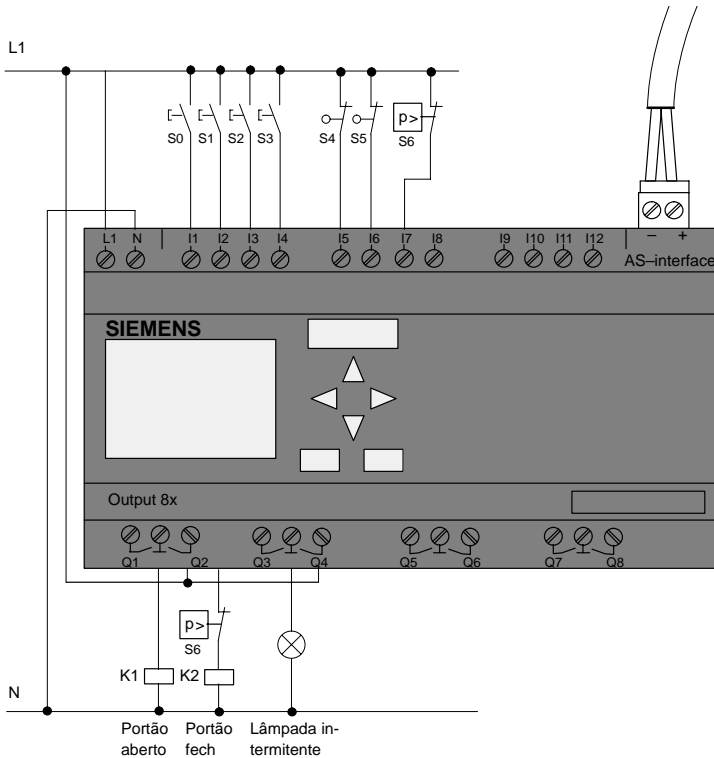 L1
S0 S1 S2 S3 S4 S5 p> S6
L1 N I1 I2 I3 I4 I5 I6 I7 I8 I9 I10 I11 I12 − +
AS–interface
SIEMENS
Output 8x
Q1 Q2 Q3 Q4 Q5 Q6 Q7 Q8
p>
S6
K1 K2
N
Portão aberto
Portão fech
Lâmpada in-
termitente